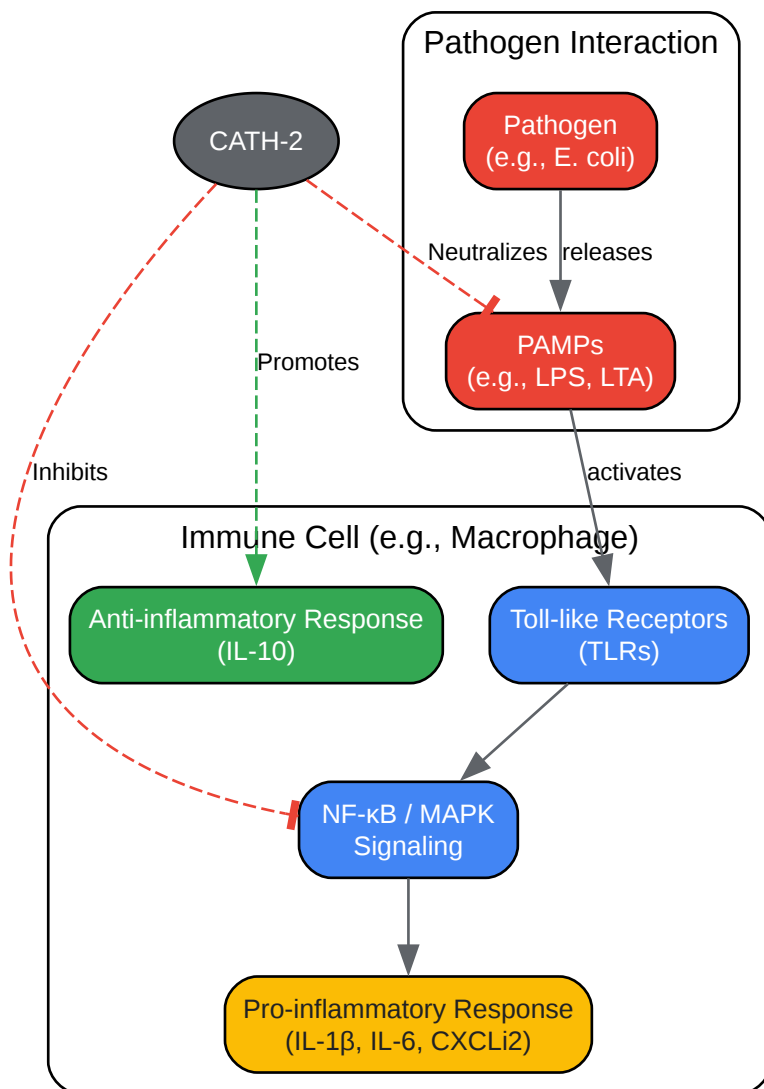 Pathogen Interaction
CATH-2
Pathogen
(e.g., E. coli)
Neutralizes
releases
PAMPs
(e.g., LPS, LTA)
Promotes
Inhibits
activates
Immune Cell (e.g., Macrophage)
Anti-inflammatory Response
(IL-10)
Toll-like Receptors
(TLRs)
NF-κB / MAPK
Signaling
Pro-inflammatory Response
(IL-1β, IL-6, CXCLi2)